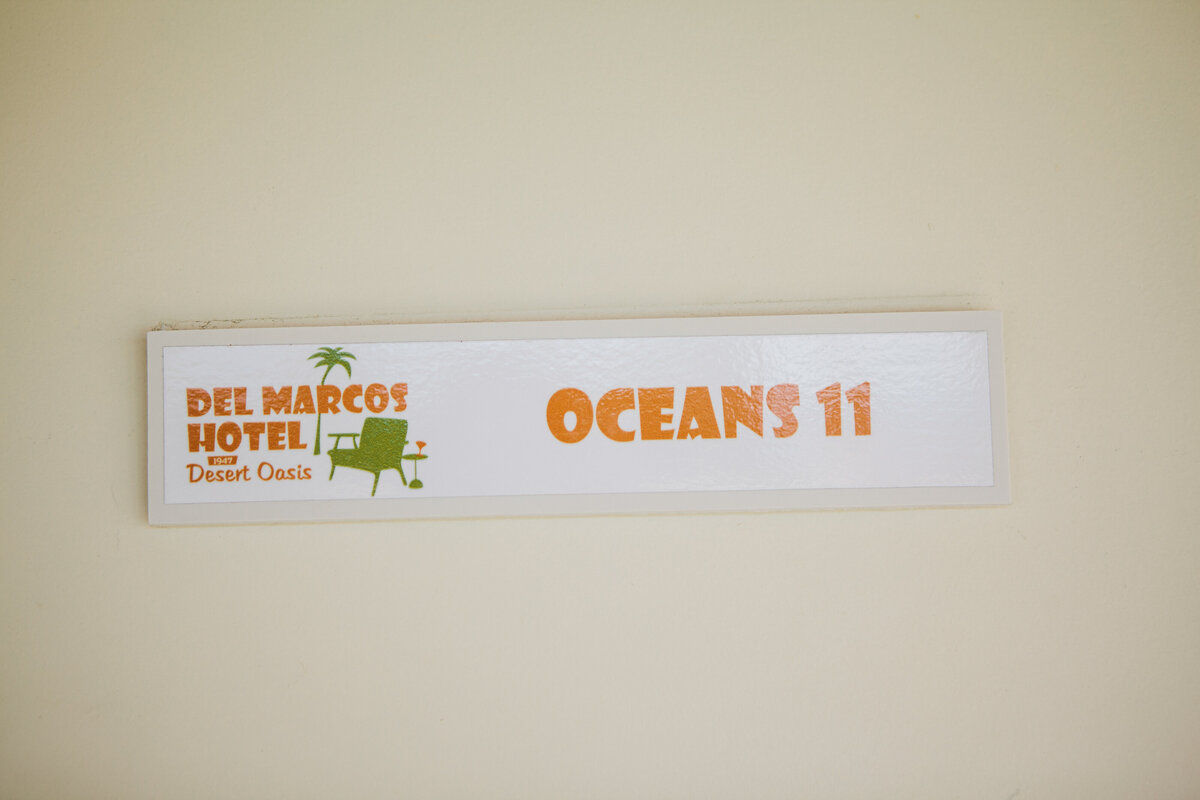 DEL MARCOS
HOTEL
1947
Desert Oasis
OCEANS 11